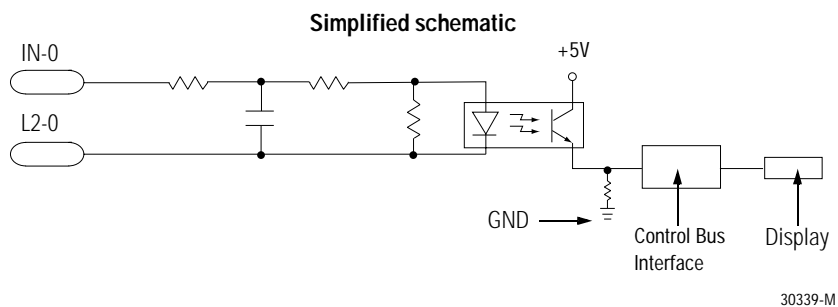 Simplified schematic
IN-0
+5V
L2-0
GND
Control Bus
Interface
Display
30339-M